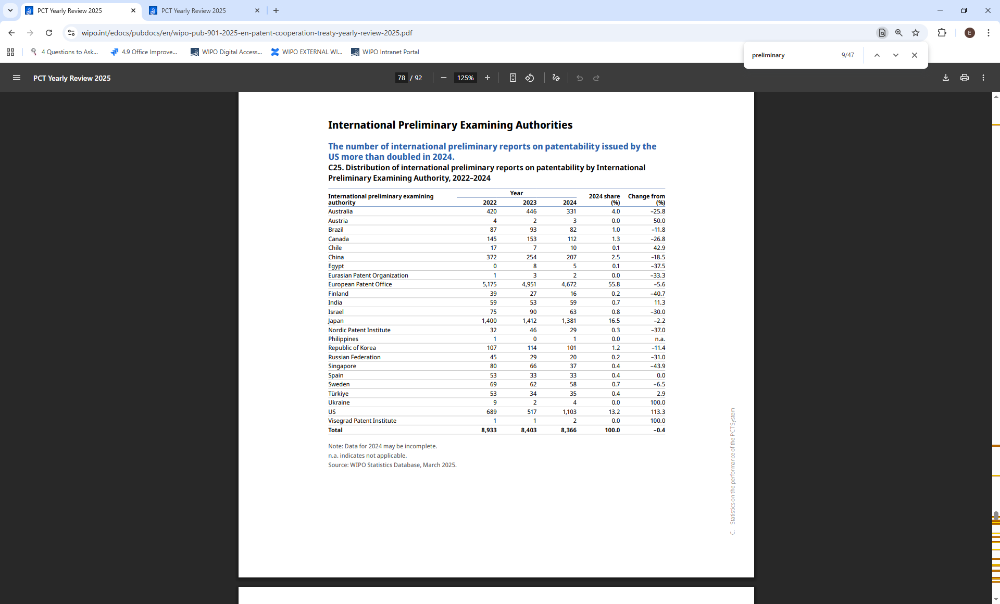 PCT Yearly Review 2025
PCT Yearly Review 2025
wipo.int/edocs/pubdocs/en/wipo-pub-901-2025-en-patent-cooperation-treaty-yearly-review-2025.pdf
E
4 Questions to Ask...
4.9 Office Improve...
WIPO Digital Access...
WIPO EXTERNAL WI...
WIPO Intranet Portal
preliminary 9/47
PCT Yearly Review 2025
78 / 92
125%
International Preliminary Examining Authorities
The number of international preliminary reports on patentability issued by the
US more than doubled in 2024.
C25. Distribution of international preliminary reports on patentability by International
Preliminary Examining Authority, 2022–2024
International preliminary examining authority Year 2024 share (%) Change from (%)
2022 2023 2024
Australia 420 446 331 4.0 –25.8
Austria 4 2 3 0.0 50.0
Brazil 87 93 82 1.0 –11.8
Canada 145 153 112 1.3 –26.8
Chile 17 7 10 0.1 42.9
China 372 254 207 2.5 –18.5
Egypt 0 8 5 0.1 –37.5
Eurasian Patent Organization 1 3 2 0.0 –33.3
European Patent Office 5,175 4,951 4,672 55.8 –5.6
Finland 39 27 16 0.2 –40.7
India 59 53 59 0.7 11.3
Israel 75 90 63 0.8 –30.0
Japan 1,400 1,412 1,381 16.5 –2.2
Nordic Patent Institute 32 46 29 0.3 –37.0
Philippines 1 0 1 0.0 n.a.
Republic of Korea 107 114 101 1.2 –11.4
Russian Federation 45 29 20 0.2 –31.0
Singapore 80 66 37 0.4 –43.9
Spain 53 33 33 0.4 0.0
Sweden 69 62 58 0.7 –6.5
Türkiye 53 34 35 0.4 2.9
Ukraine 9 2 4 0.0 100.0
US 689 517 1,103 13.2 113.3
Visegrad Patent Institute 1 1 2 0.0 100.0
Total 8,933 8,403 8,366 100.0 –0.4
Note: Data for 2024 may be incomplete.
n.a. indicates not applicable.
Source: WIPO Statistics Database, March 2025.
C. Statistics on the performance of the PCT System